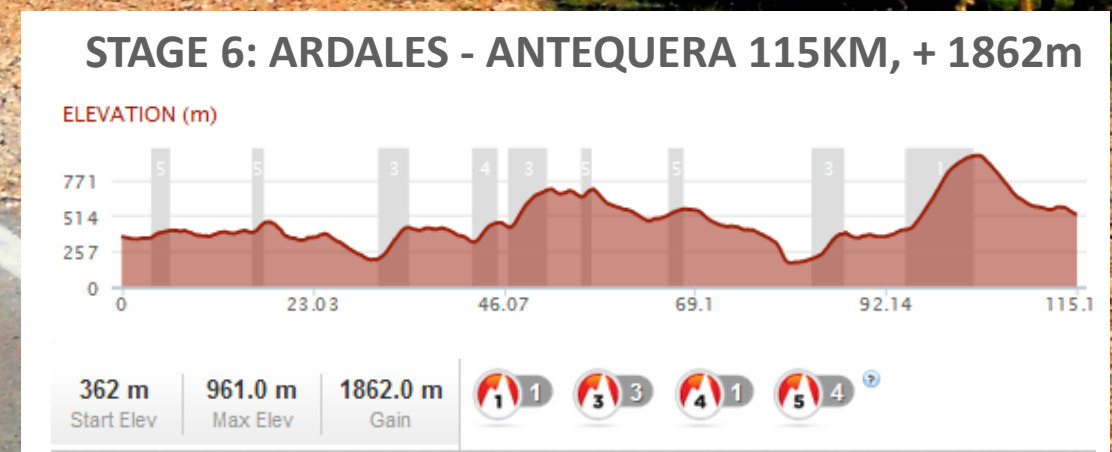 STAGE 6: ARDALES - ANTEQUERA 115KM, + 1862m
ELEVATION (m)
5 5 3 4 3 5 5 3 1
771
514
257
0
0 23.03 46.07 69.1 92.14 115.1
362 m 961.0 m 1862.0 m 1 1 3 3 4 1 5 4 ?
Start Elev Max Elev Gain